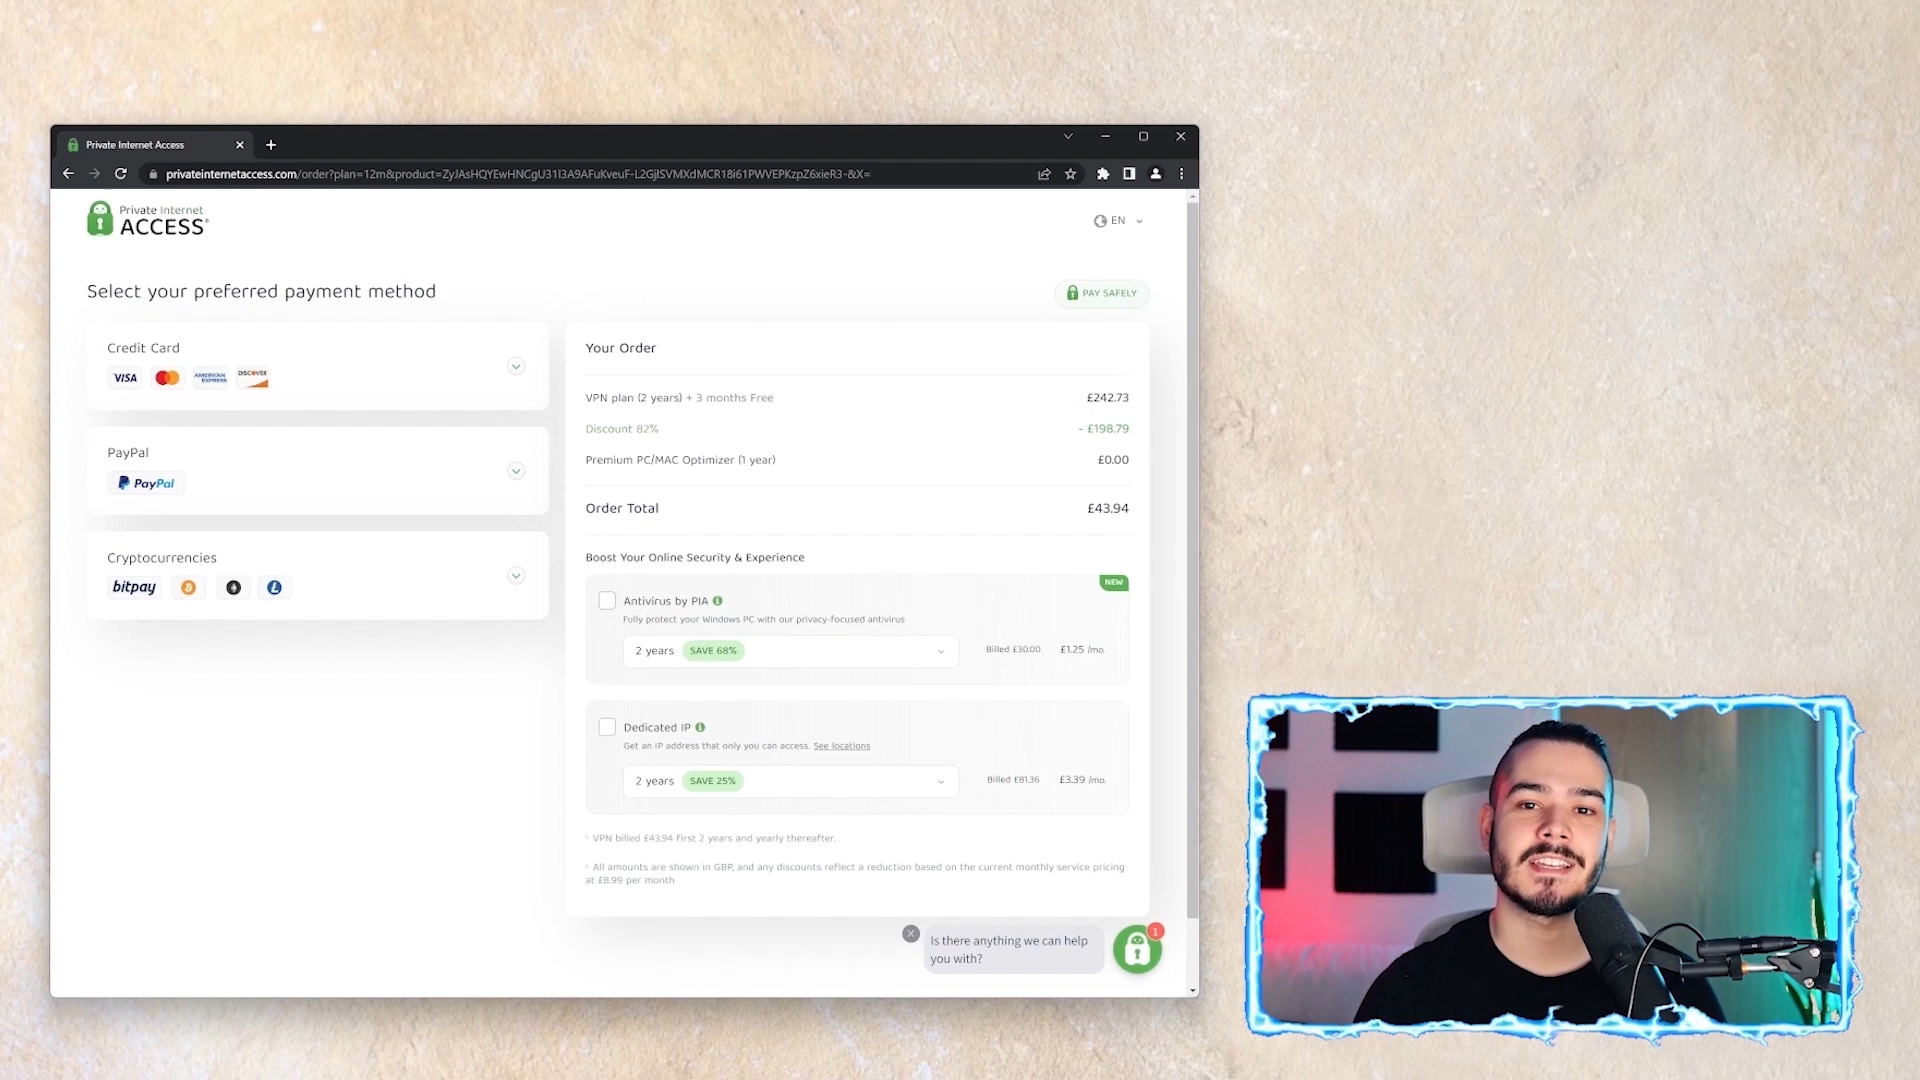 Private Internet Access
privateinternetaccess.com/order?plan=12m&product=ZyJAsHQYEwHNCgU31I3A9AFuKveuF-L2GjlSVMXdMCR18i61PWVEPKzpZ6xieR3-&X=
Private Internet
ACCESS®
EN
Select your preferred payment method
PAY SAFELY
Credit Card
VISA
AMERICAN
EXPRESS
DISCOVER
PayPal
PayPal
Cryptocurrencies
bitpay
Your Order
VPN plan (2 years) + 3 months Free £242.73
Discount 82% - £198.79
Premium PC/MAC Optimizer (1 year) £0.00
Order Total £43.94
Boost Your Online Security & Experience
NEW
Antivirus by PIA
Fully protect your Windows PC with our privacy-focused antivirus
2 years SAVE 68% Billed £30.00 £1.25 /mo.
Dedicated IP
Get an IP address that only you can access. See locations
2 years SAVE 25% Billed £81.36 £3.39 /mo.
¹ VPN billed £43.94 first 2 years and yearly thereafter.
² All amounts are shown in GBP, and any discounts reflect a reduction based on the current monthly service pricing
at £8.99 per month
Is there anything we can help
you with?
1